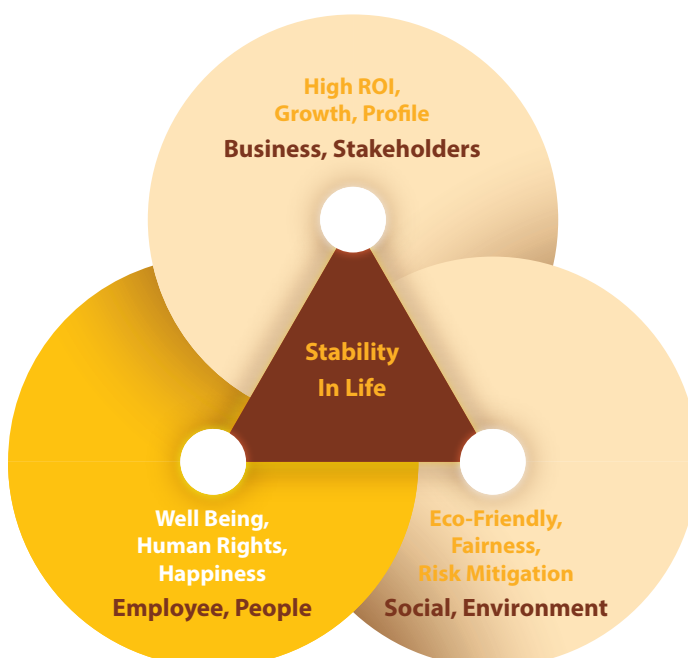 High ROI,
Growth, Profile
Business, Stakeholders
Stability
In Life
Well Being,
Human Rights,
Happiness
Employee, People
Eco-Friendly,
Fairness,
Risk Mitigation
Social, Environment